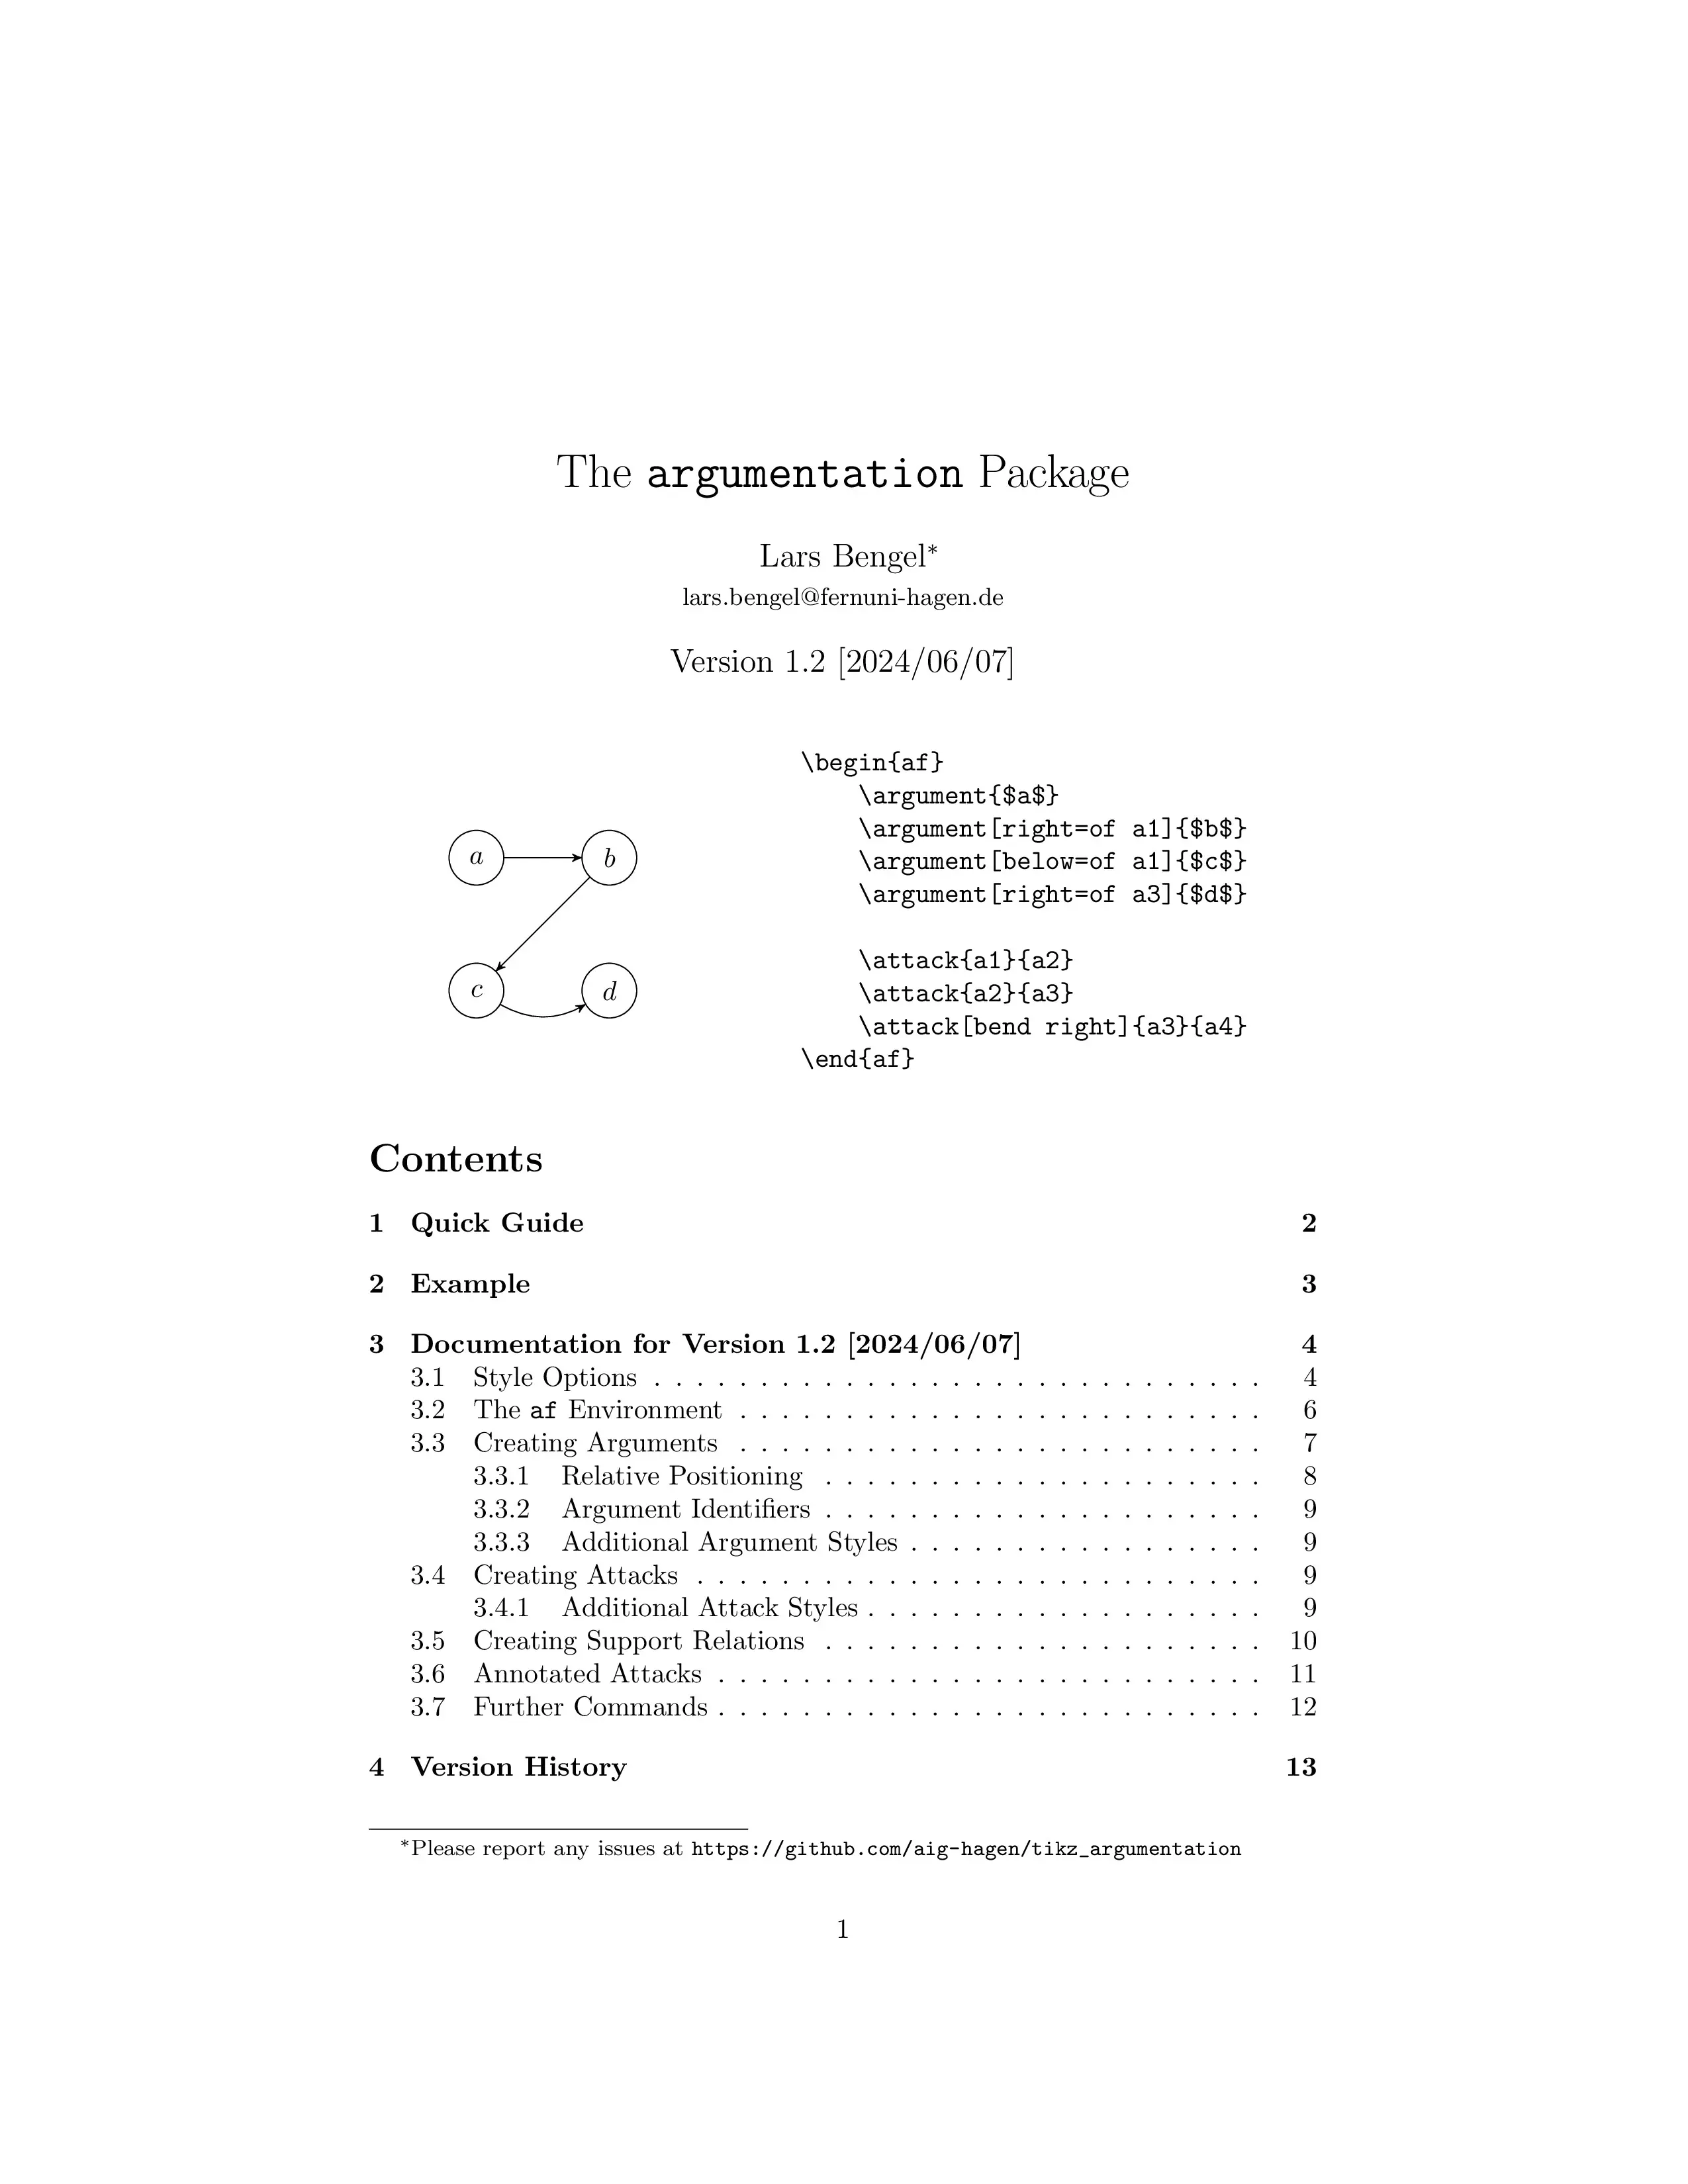 The argumentation Package
Lars Bengel*
lars.bengel@fernuni-hagen.de
Version 1.2 [2024/06/07]
a
b
c
d
\begin{af}
    \argument{$a$}
    \argument[right=of a1]{$b$}
    \argument[below=of a1]{$c$}
    \argument[right=of a3]{$d$}
    \attack{a1}{a2}
    \attack{a2}{a3}
    \attack[bend right]{a3}{a4}
\end{af}
Contents
1 Quick Guide 2
2 Example 3
3 Documentation for Version 1.2 [2024/06/07] 4
3.1 Style Options . . . . . . . . . . . . . . . . . . . . . . . . . . . . . 4
3.2 The af Environment . . . . . . . . . . . . . . . . . . . . . . . . . 6
3.3 Creating Arguments . . . . . . . . . . . . . . . . . . . . . . . . . 7
3.3.1 Relative Positioning . . . . . . . . . . . . . . . . . . . . . 8
3.3.2 Argument Identifiers . . . . . . . . . . . . . . . . . . . . . 9
3.3.3 Additional Argument Styles . . . . . . . . . . . . . . . . . 9
3.4 Creating Attacks . . . . . . . . . . . . . . . . . . . . . . . . . . . 9
3.4.1 Additional Attack Styles . . . . . . . . . . . . . . . . . . . 9
3.5 Creating Support Relations . . . . . . . . . . . . . . . . . . . . . 10
3.6 Annotated Attacks . . . . . . . . . . . . . . . . . . . . . . . . . . 11
3.7 Further Commands . . . . . . . . . . . . . . . . . . . . . . . . . . 12
4 Version History 13
*Please report any issues at https://github.com/aig-hagen/tikz_argumentation
1